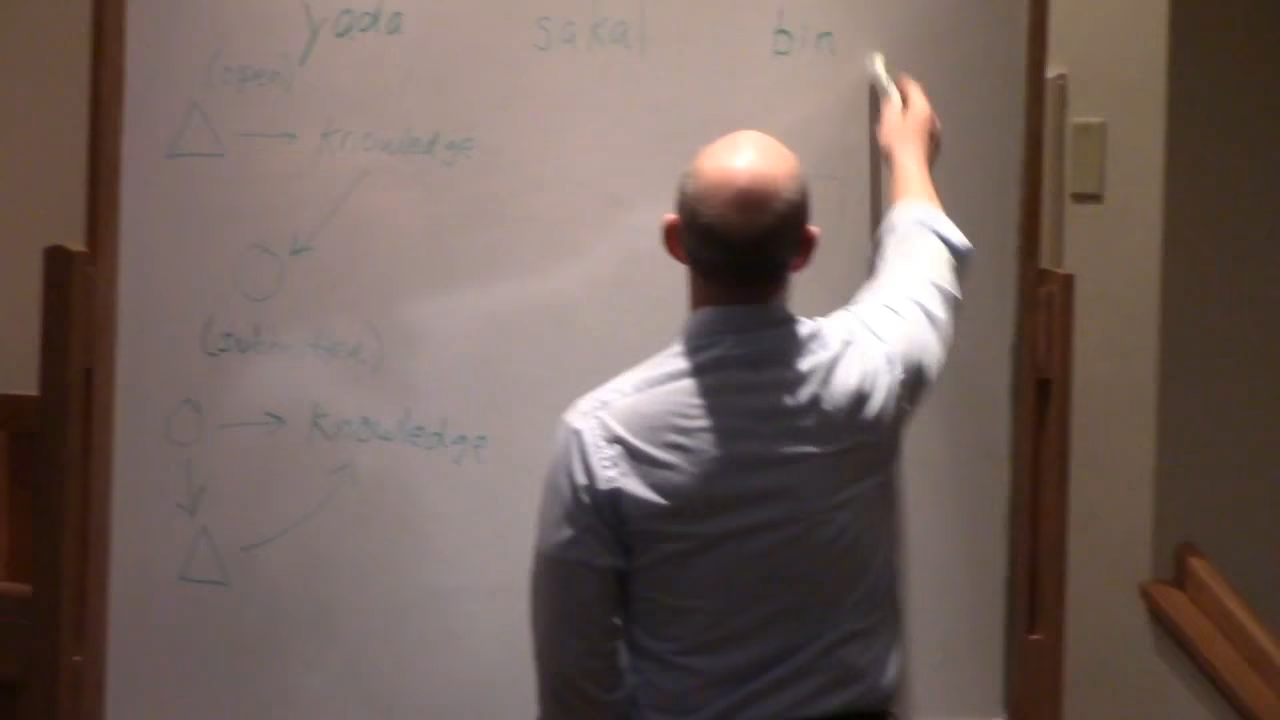 yada sakal bin
(open)
knowledge
(submitted)
knowledge